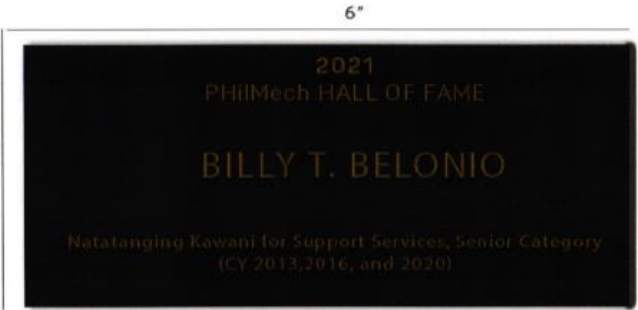 6"
2021
PHilMech HALL OF FAME
BILLY T. BELONIO
Natatanging Kawani for Support Services, Senior Category
(CY 2013,2016, and 2020)